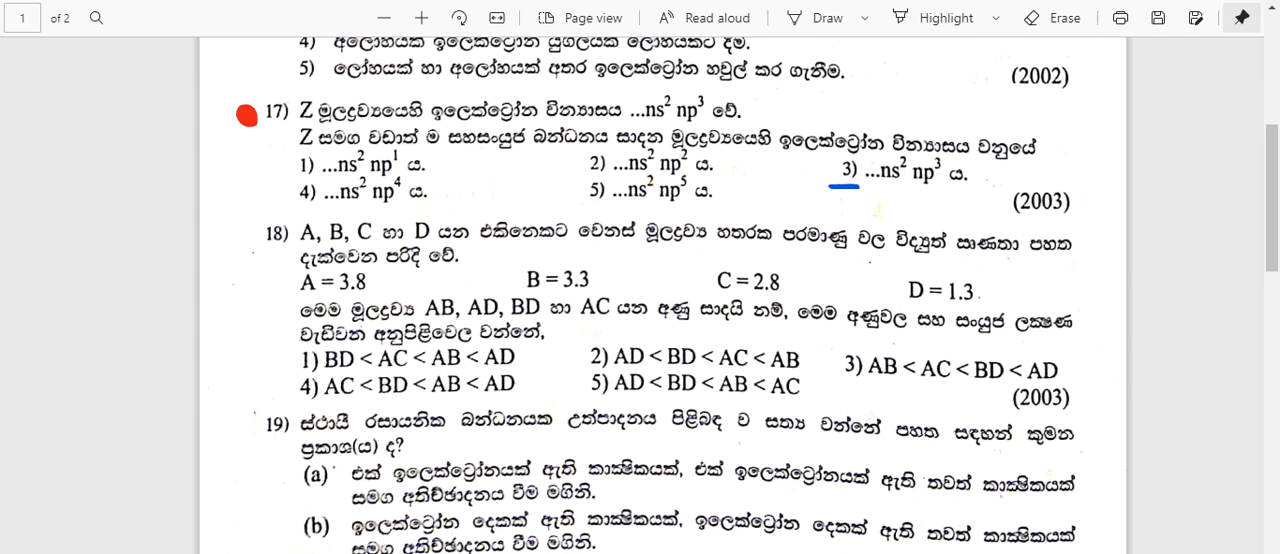 1 of 2 Page view Read aloud Draw Highlight Erase
4) අලෝහයක් ඉලෙක්ට්‍රෝන යුගලයක් ලෝහයකට දීම.
5) ලෝහයක් හා අලෝහයක් අතර ඉලෙක්ට්‍රෝන හවුල් කර ගැනීම. (2002)
17) Z මූලද්‍රව්‍යයෙහි ඉලෙක්ට්‍රෝන වින්‍යාසය ...ns² np³ වේ.
Z සමග වඩාත් ම සහසංයුජ බන්ධනය සාදන මූලද්‍රව්‍යයෙහි ඉලෙක්ට්‍රෝන වින්‍යාසය වනුයේ
1) ...ns² np¹ ය. 2) ...ns² np² ය. 3) ...ns² np³ ය.
4) ...ns² np⁴ ය. 5) ...ns² np⁵ ය.
(2003)
18) A, B, C හා D යන එකිනෙකට වෙනස් මූලද්‍රව්‍ය හතරක පරමාණු වල විද්‍යුත් ඍණතා පහත
දැක්වෙන පරිදි වේ.
A = 3.8 B = 3.3 C = 2.8 D = 1.3
මෙම මූලද්‍රව්‍ය AB, AD, BD හා AC යන අණු සාදයි නම්, මෙම අණුවල සහ සංයුජ ලක්‍ෂණ
වැඩිවන අනුපිළිවෙල වන්නේ,
1) BD < AC < AB < AD 2) AD < BD < AC < AB 3) AB < AC < BD < AD
4) AC < BD < AB < AD 5) AD < BD < AB < AC
(2003)
19) ස්ථායී රසායනික බන්ධනයක උත්පාදනය පිළිබඳ ව සත්‍ය වන්නේ පහත සඳහන් කුමන
ප්‍රකාශ(ය) ද?
(a) එක් ඉලෙක්ට්‍රෝනයක් ඇති කාක්‍ෂිකයක්, එක් ඉලෙක්ට්‍රෝනයක් ඇති තවත් කාක්‍ෂිකයක්
සමග අතිච්ඡාදනය වීම මගිනි.
(b) ඉලෙක්ට්‍රෝන දෙකක් ඇති කාක්‍ෂිකයක්, ඉලෙක්ට්‍රෝන දෙකක් ඇති තවත් කාක්‍ෂිකයක්
සමග අතිච්ඡාදනය වීම මගිනි.